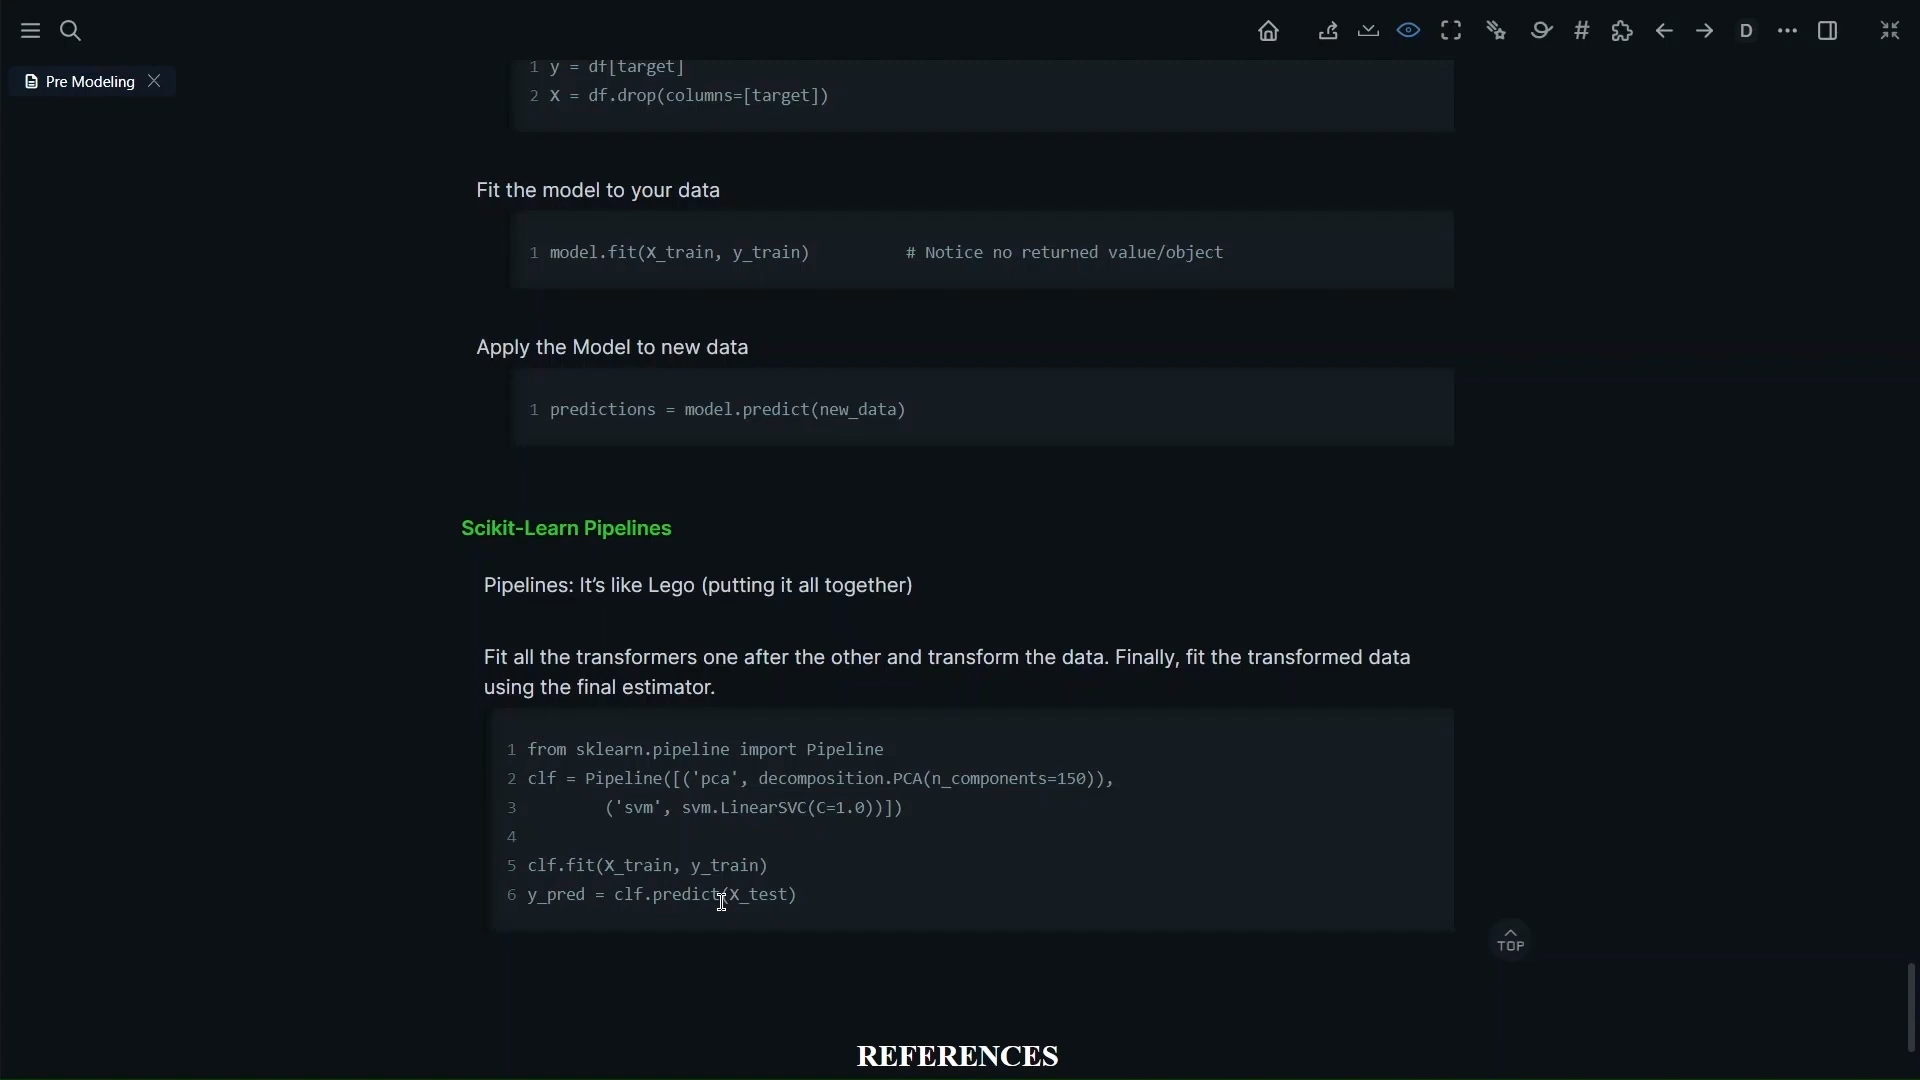 Pre Modeling
1 y = df[target]
2 X = df.drop(columns=[target])
Fit the model to your data
1 model.fit(X_train, y_train)          # Notice no returned value/object
Apply the Model to new data
1 predictions = model.predict(new_data)
Scikit-Learn Pipelines
Pipelines: It’s like Lego (putting it all together)
Fit all the transformers one after the other and transform the data. Finally, fit the transformed data
using the final estimator.
1 from sklearn.pipeline import Pipeline
2 clf = Pipeline([('pca', decomposition.PCA(n_components=150)),
3         ('svm', svm.LinearSVC(C=1.0))])
4
5 clf.fit(X_train, y_train)
6 y_pred = clf.predict(X_test)
TOP
REFERENCES